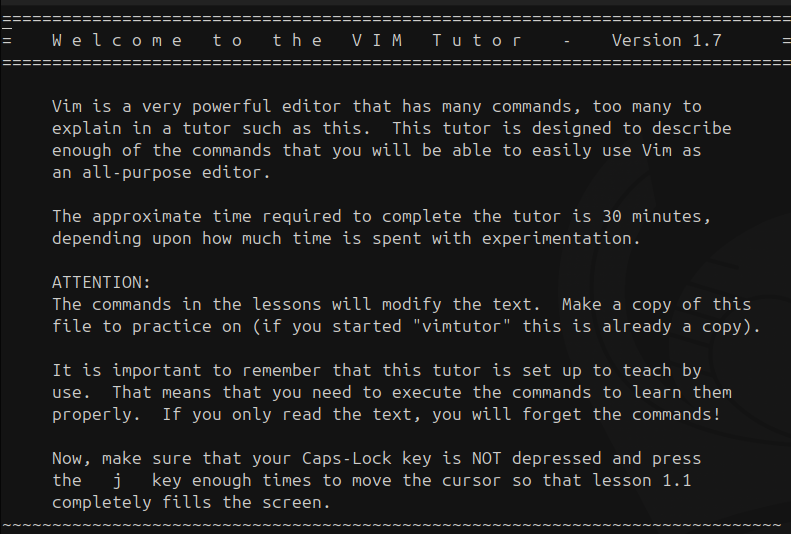 ===============================================================================
=    W e l c o m e   t o   t h e   V I M   T u t o r    -    Version 1.7      =
===============================================================================
Vim is a very powerful editor that has many commands, too many to
explain in a tutor such as this.  This tutor is designed to describe
enough of the commands that you will be able to easily use Vim as
an all-purpose editor.
The approximate time required to complete the tutor is 30 minutes,
depending upon how much time is spent with experimentation.
ATTENTION:
The commands in the lessons will modify the text.  Make a copy of this
file to practice on (if you started "vimtutor" this is already a copy).
It is important to remember that this tutor is set up to teach by
use.  That means that you need to execute the commands to learn them
properly.  If you only read the text, you will forget the commands!
Now, make sure that your Caps-Lock key is NOT depressed and press
the   j   key enough times to move the cursor so that lesson 1.1
completely fills the screen.
~~~~~~~~~~~~~~~~~~~~~~~~~~~~~~~~~~~~~~~~~~~~~~~~~~~~~~~~~~~~~~~~~~~~~~~~~~~~~~